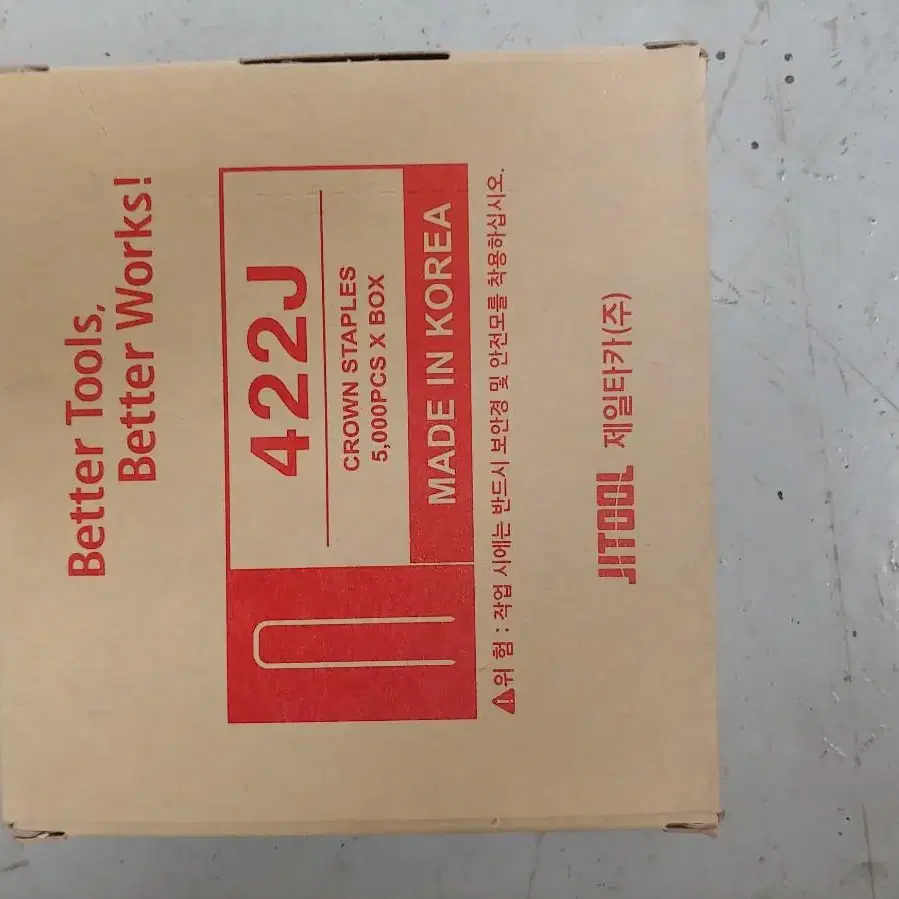 Better Tools,
Better Works!
422J
CROWN STAPLES
5,000PCS X BOX
MADE IN KOREA
위 험 : 작업 시에는 반드시 보안경 및 안전모를 착용하십시오.
JITOOL 제일타카(주)